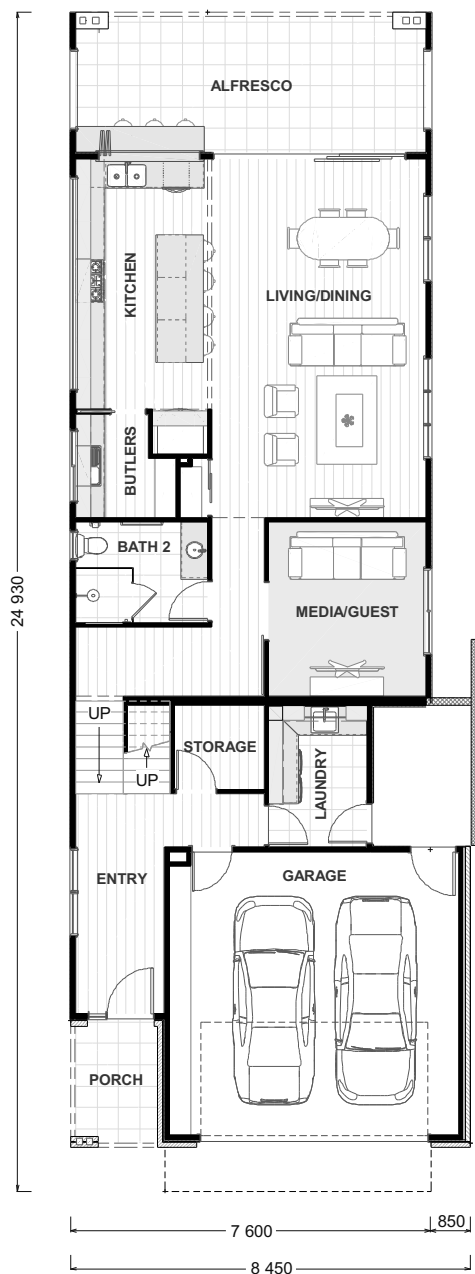 ALFRESCO
KITCHEN
LIVING/DINING
BUTLERS
BATH 2
MEDIA/GUEST
24 930
UP
STORAGE
UP
LAUNDRY
ENTRY
GARAGE
PORCH
7 600
850
8 450